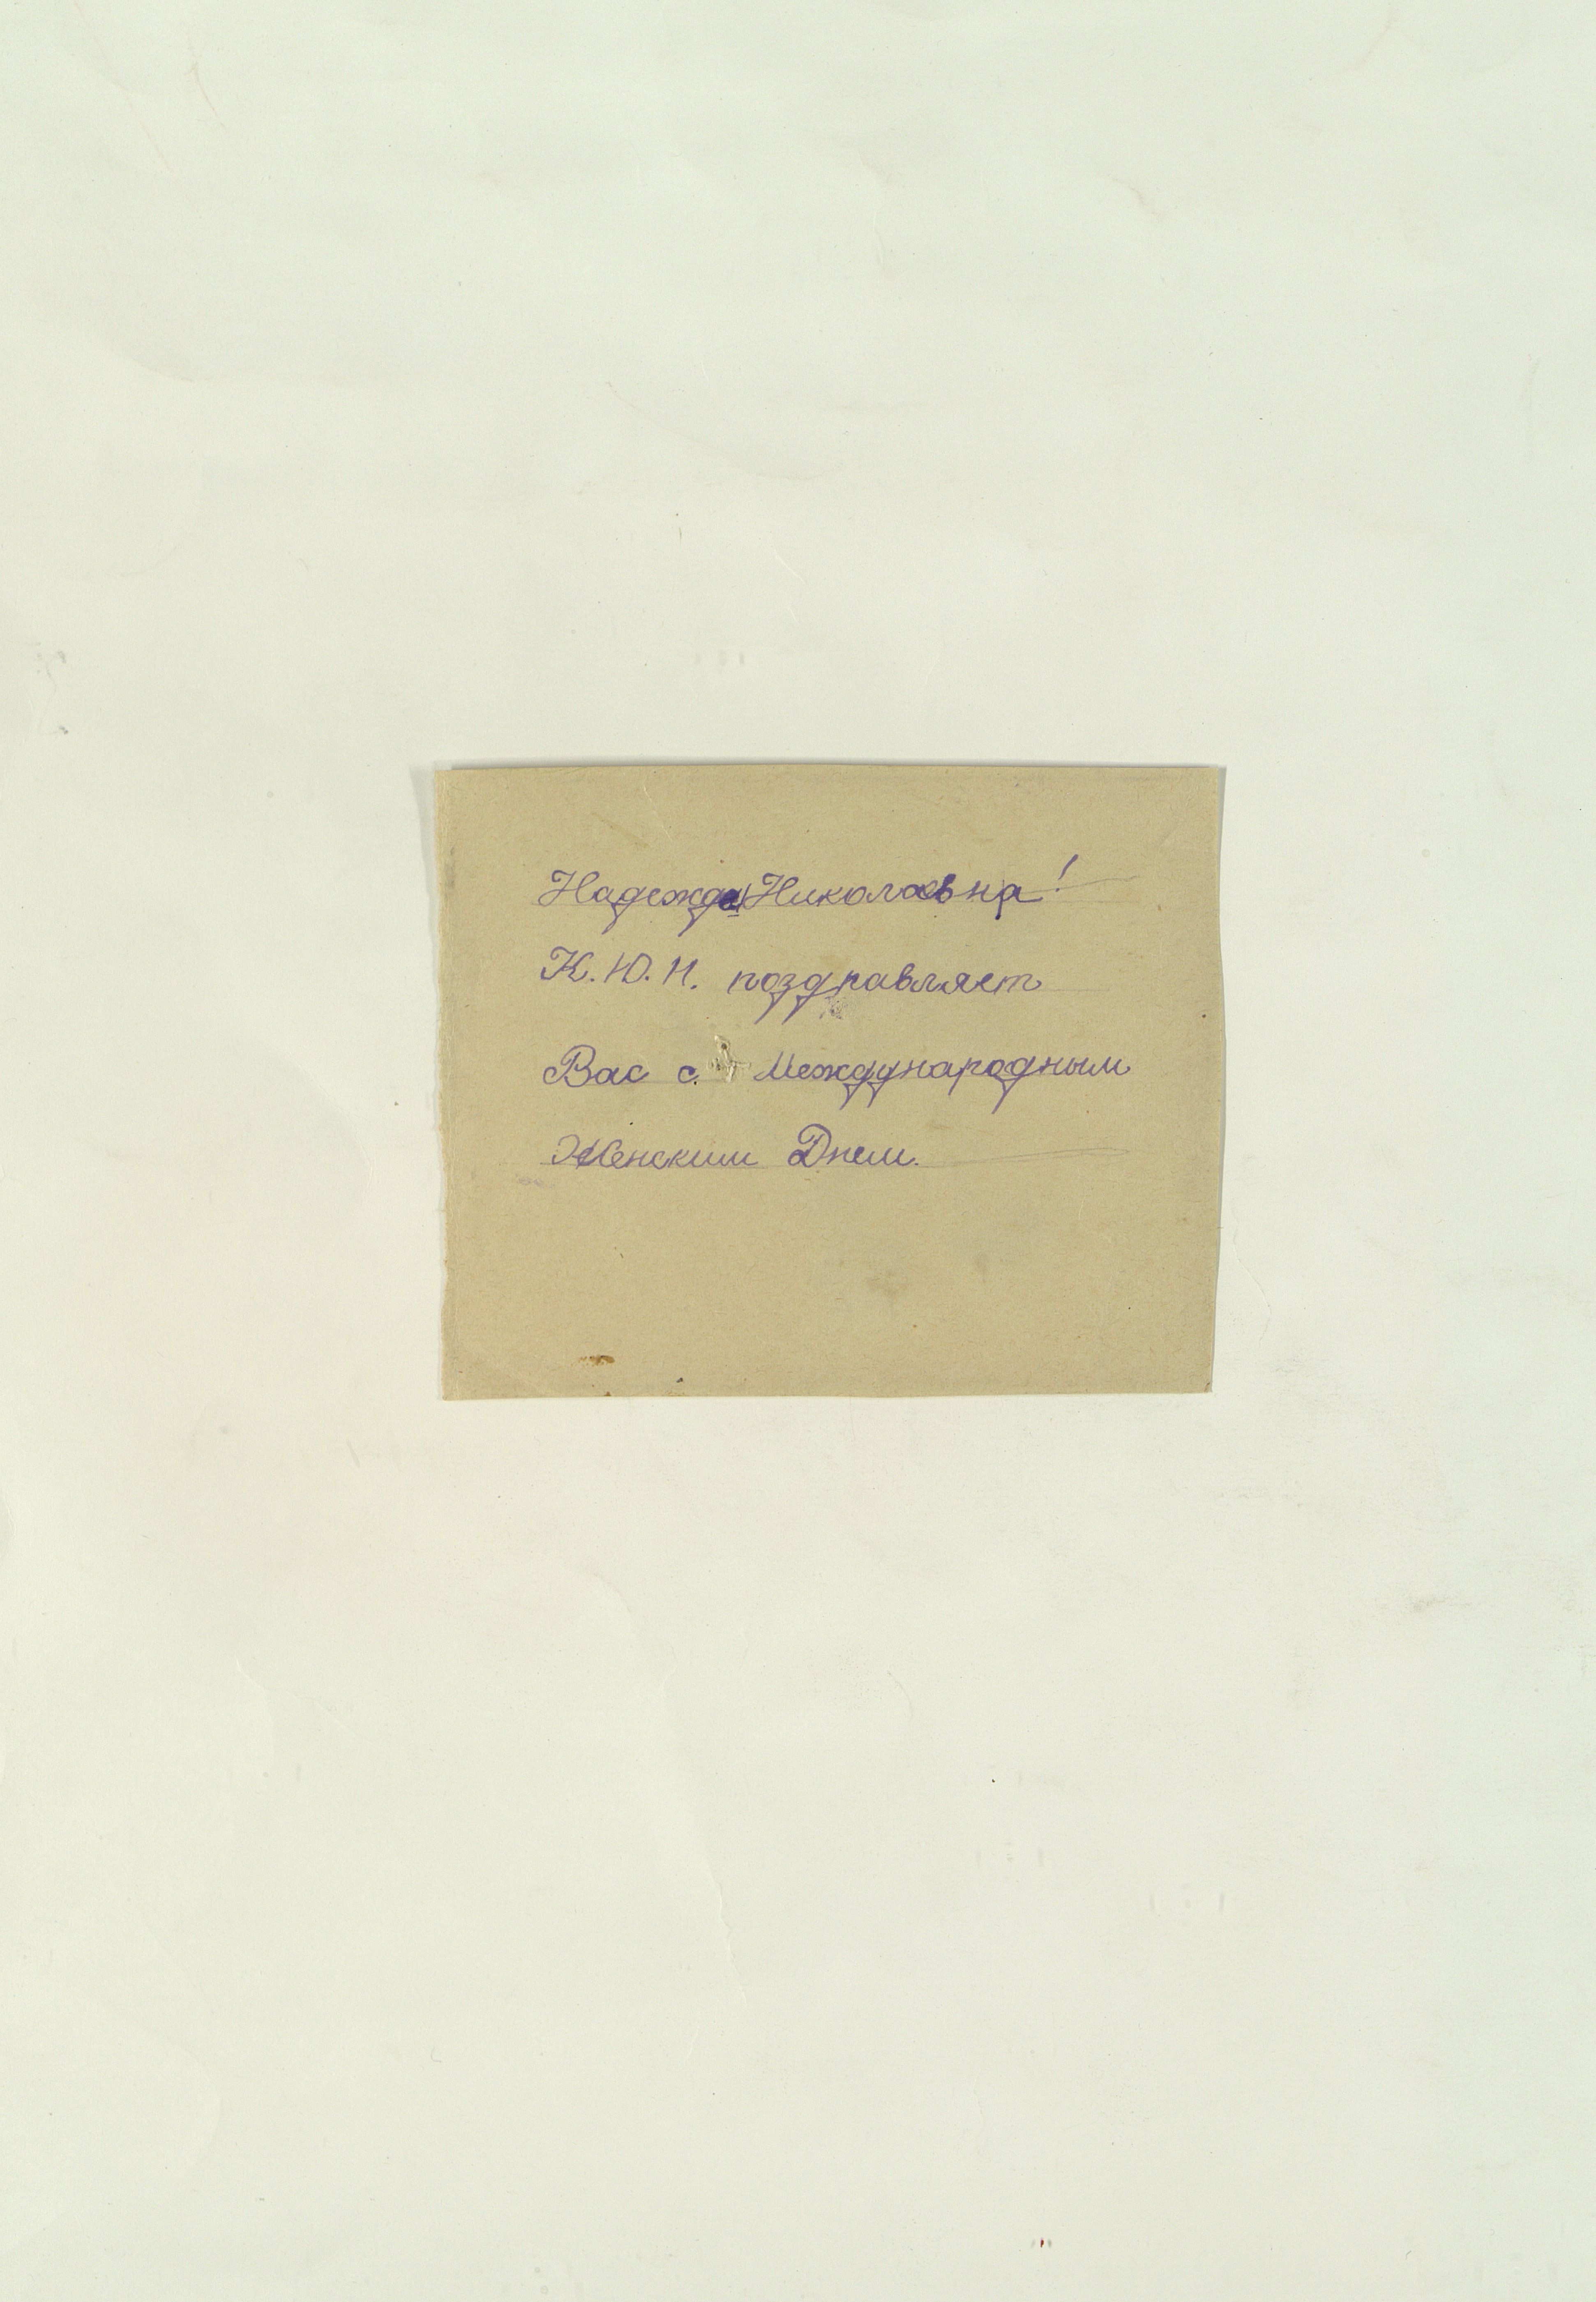 Надежда Николаевна!
К. Ю. Н. поздравляет
Вас с Международным
Женским Днем.